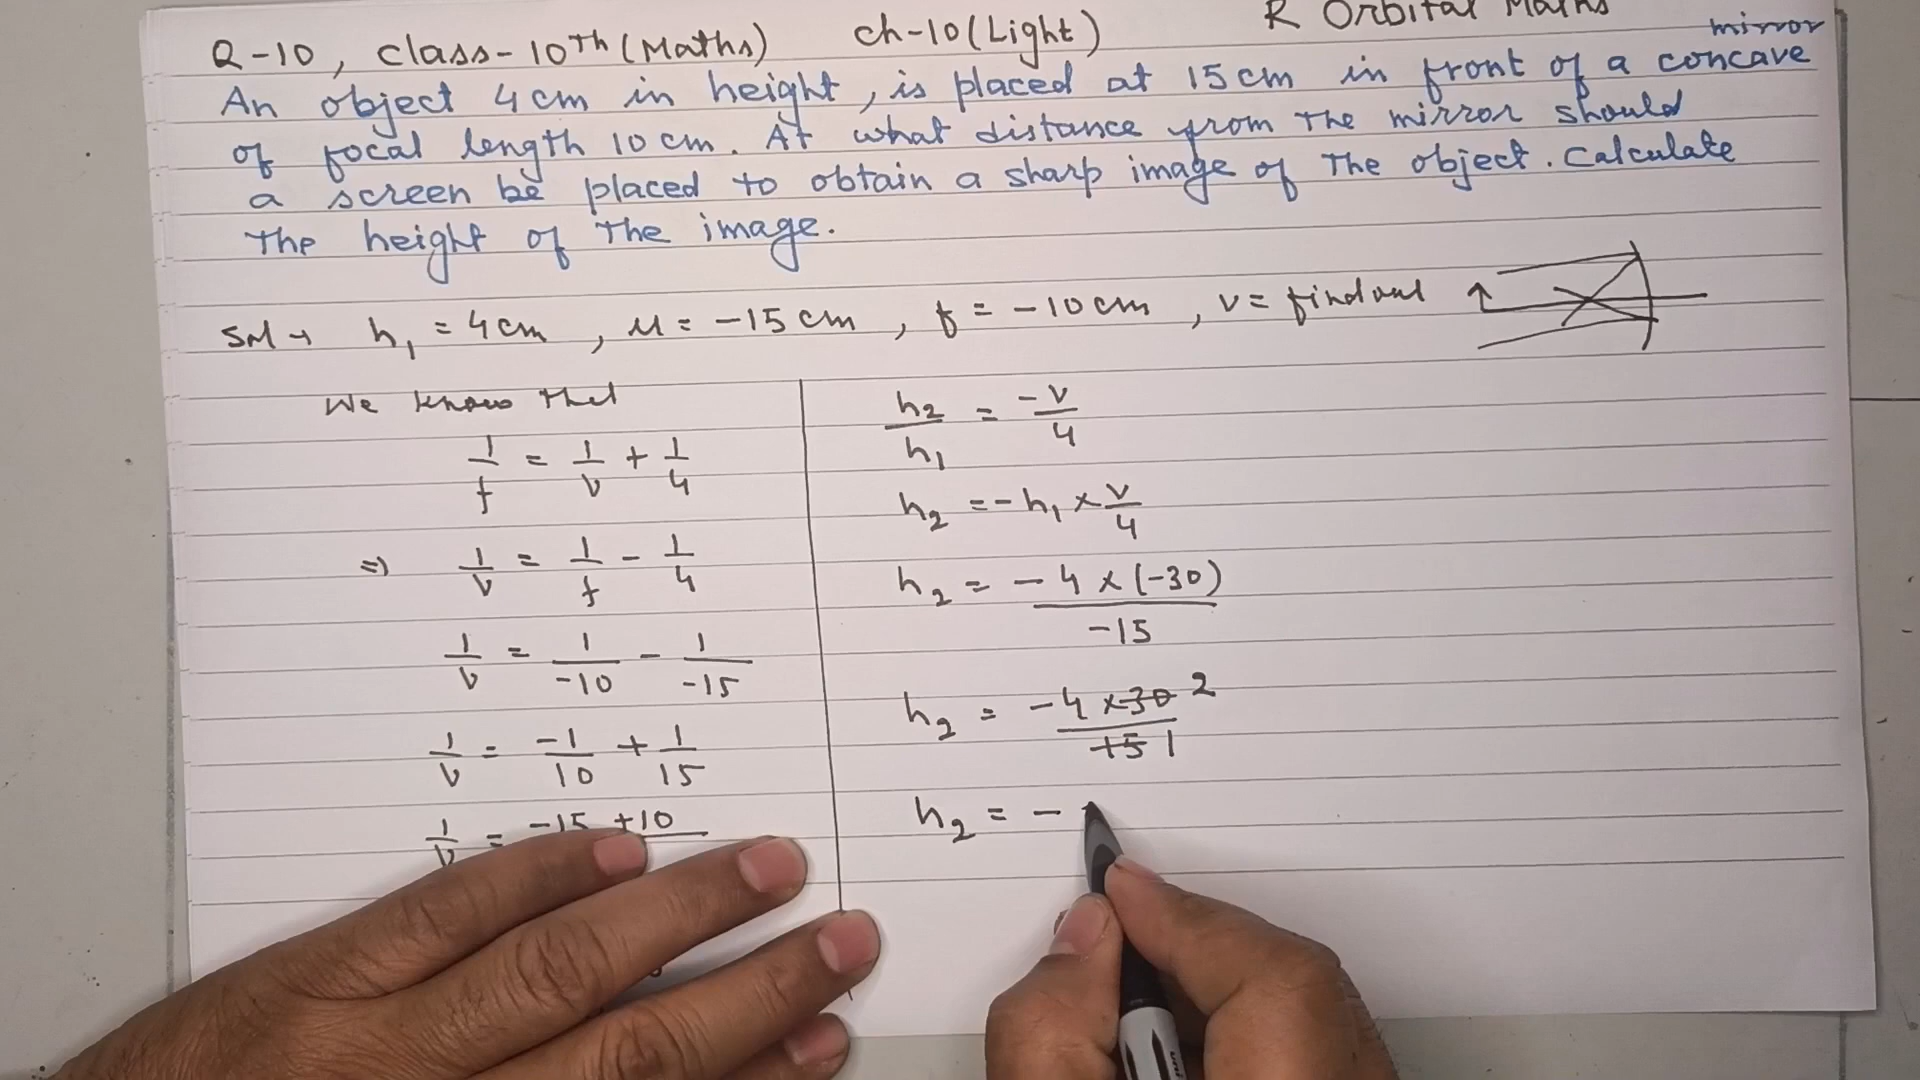 Q-10, Class-10Th (Maths) Ch-10 (Light) R Orbital Maths
An object 4 cm in height, is placed at 15 cm in front of a concave mirror
of focal length 10 cm. At what distance from The mirror should
a screen be placed to obtain a sharp image of The object. Calculate
The height of The image.
Sol → h₁ = 4 cm, u = -15 cm, f = -10 cm, v = find out
We know that
1/f = 1/v + 1/u
⇒ 1/v = 1/f - 1/u
1/v = 1/-10 - 1/-15
1/v = -1/10 + 1/15
1/v = -15 + 10
h₂/h₁ = -v/u
h₂ = -h₁ × v/u
h₂ = -4 × (-30)/-15
h₂ = -4 × 30 2/15 1
h₂ = -